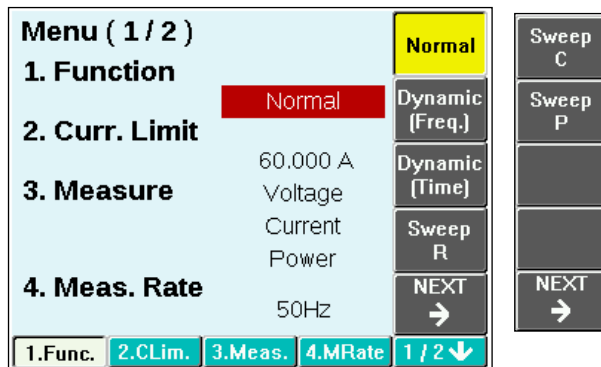 Menu ( 1 / 2 )
1. Function
Normal
2. Curr. Limit
60.000 A
3. Measure
Voltage
Current
Power
4. Meas. Rate
50Hz
Normal
Dynamic
(Freq.)
Dynamic
(Time)
Sweep
R
NEXT
→
1.Func. 2.CLim. 3.Meas. 4.MRate 1 / 2 ↓
Sweep
C
Sweep
P
NEXT
→